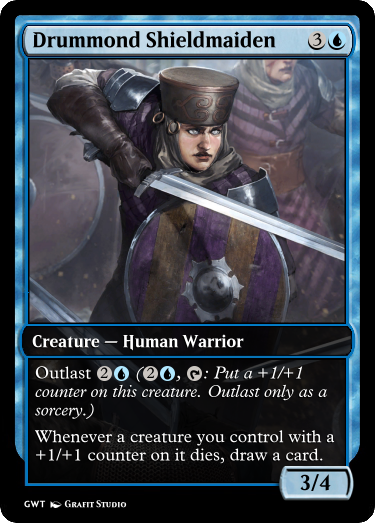 Drummond Shieldmaiden 3
Creature — Human Warrior
Outlast 2 (2, : Put a +1/+1
counter on this creature. Outlast only as a
sorcery.)
Whenever a creature you control with a
+1/+1 counter on it dies, draw a card.
3/4
GWT Grafit Studio